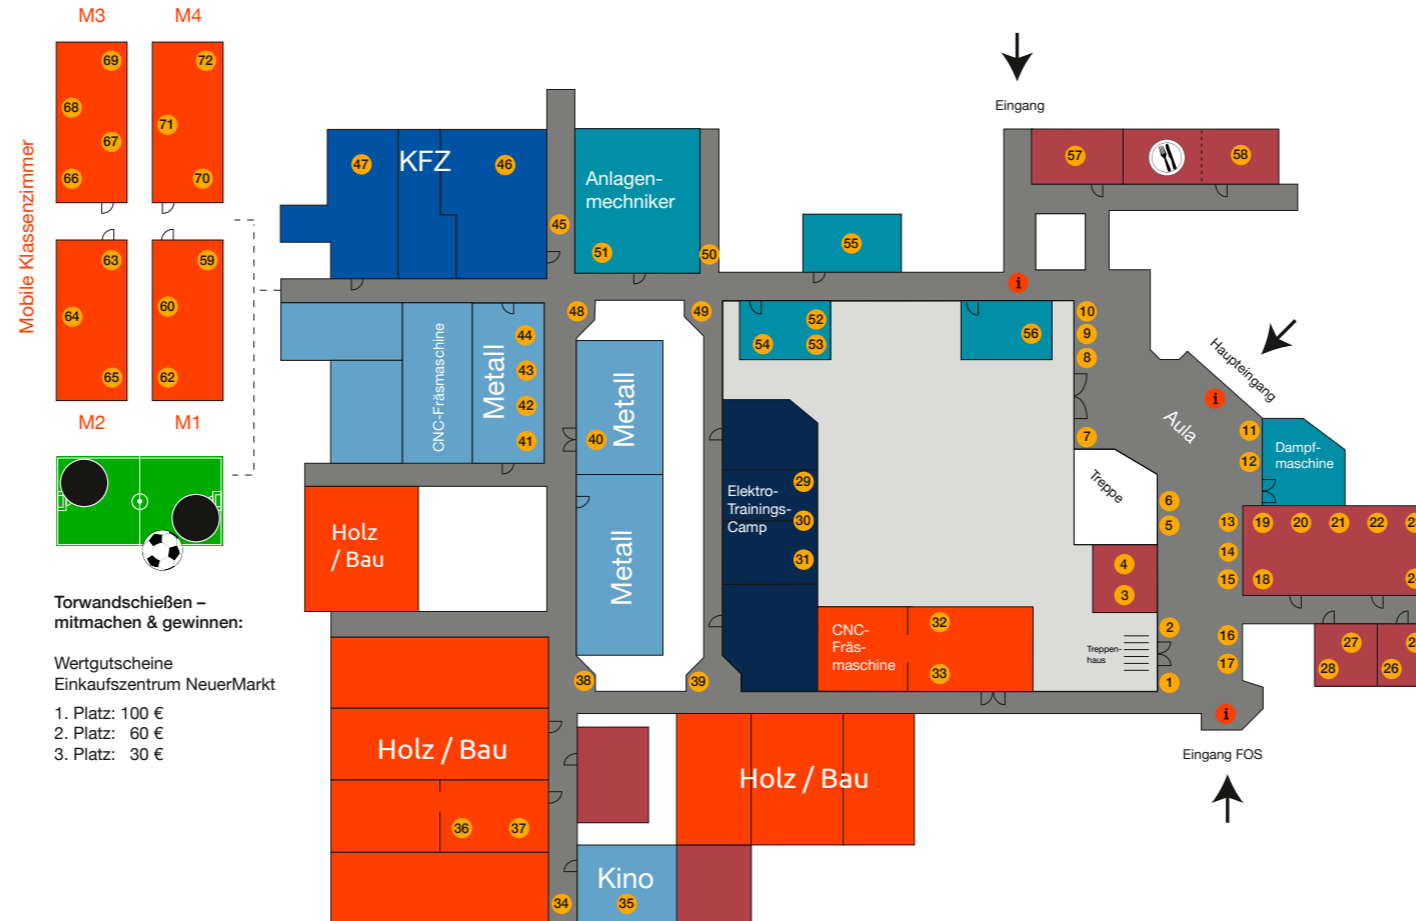 M3
M4
69
72
68
71
67
66
70
Mobile Klassenzimmer
63
59
64
60
65
62
M2
M1
Torwandschießen –
mitmachen & gewinnen:
Wertgutscheine
Einkaufszentrum NeuerMarkt
1. Platz: 100 €
2. Platz: 60 €
3. Platz: 30 €
47
KFZ
46
45
Anlagen-
mechniker
51
50
55
Eingang
57
58
i
48
49
44
43
42
41
CNC-Fräsmaschine
Metall
40
Metall
Metall
52
54
53
56
10
9
8
7
Haupteingang
i
Aula
11
12
Dampf-
maschine
Treppe
6
5
4
3
13
14
15
19
20
21
22
18
Elektro-
Trainings-
Camp
29
30
31
Holz
/ Bau
CNC-
Fräs-
maschine
32
33
Treppen-
haus
2
1
16
17
27
28
26
i
Eingang FOS
38
39
Holz / Bau
36
37
Holz / Bau
34
Kino
35